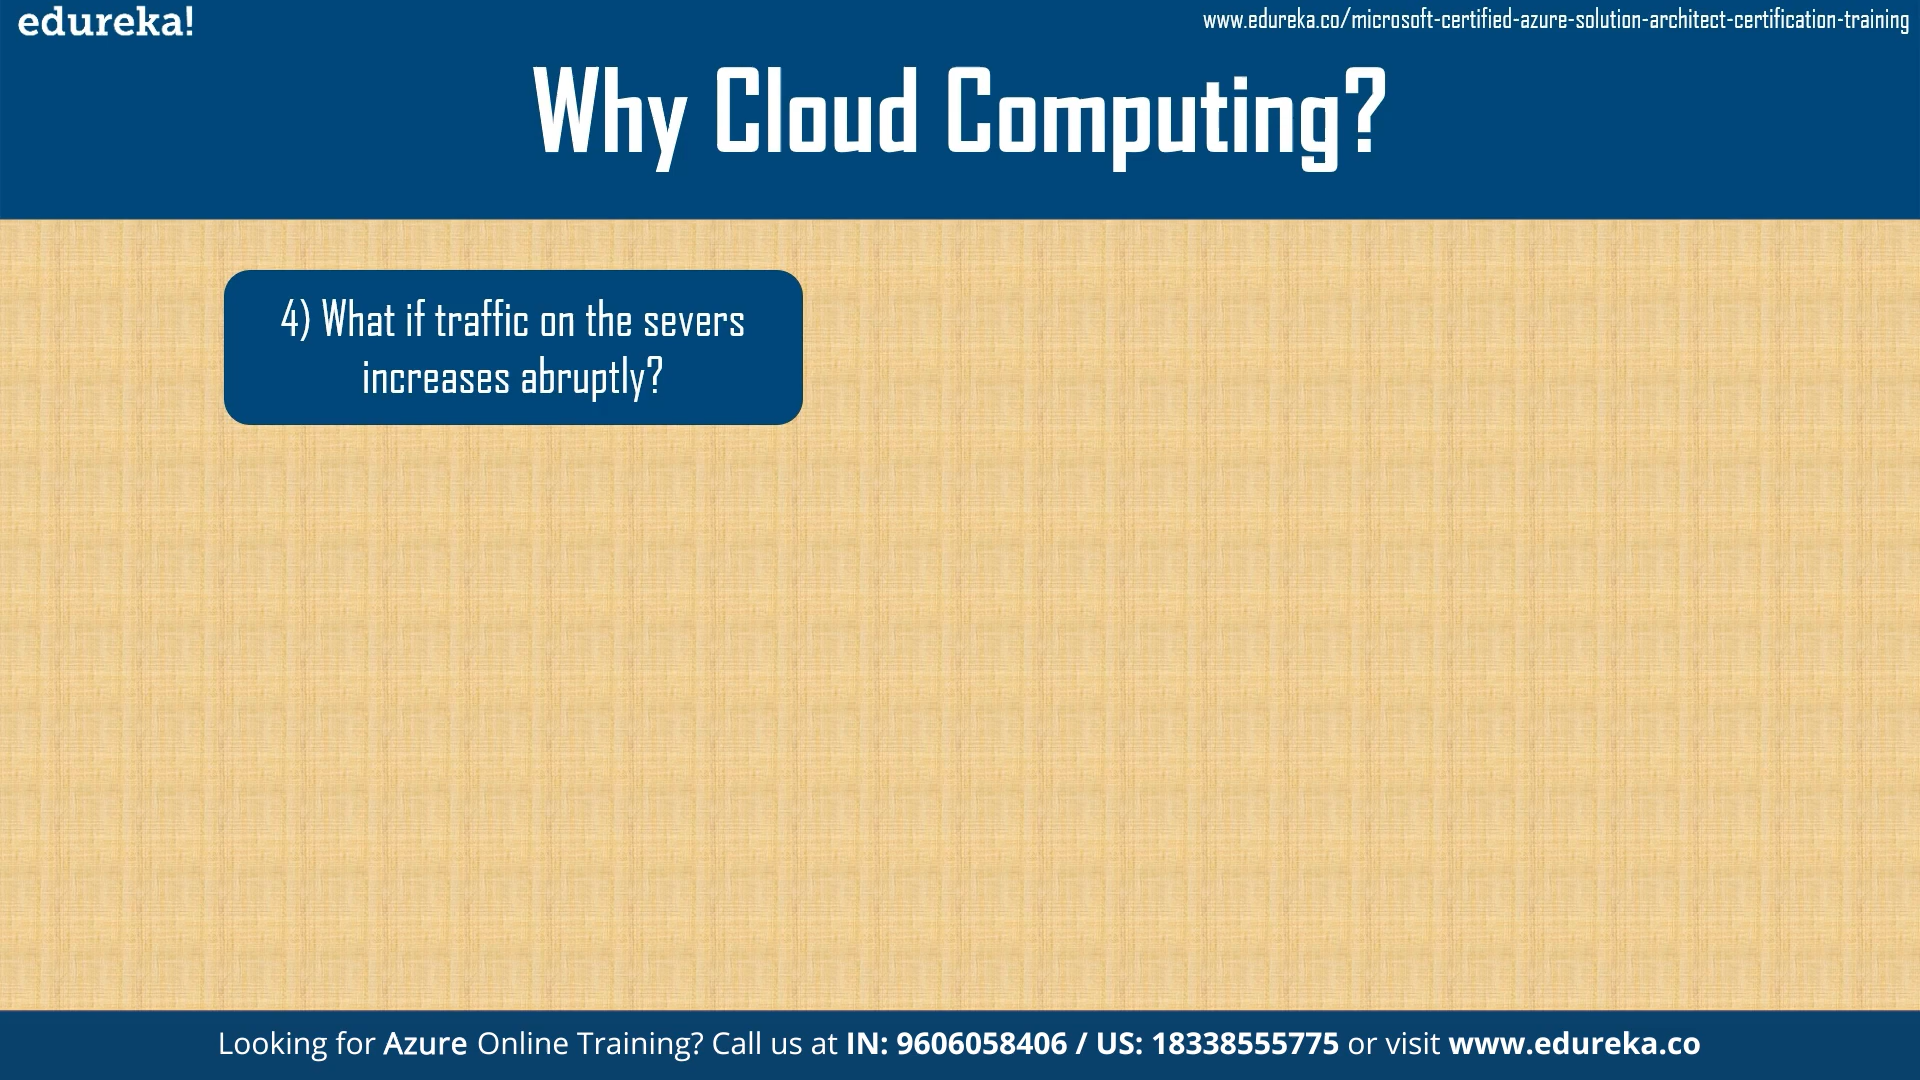 edureka!
www.edureka.co/microsoft-certified-azure-solution-architect-certification-training
Why Cloud Computing?
4) What if traffic on the severs
increases abruptly?
Looking for Azure Online Training? Call us at IN: 9606058406 / US: 18338555775 or visit www.edureka.co